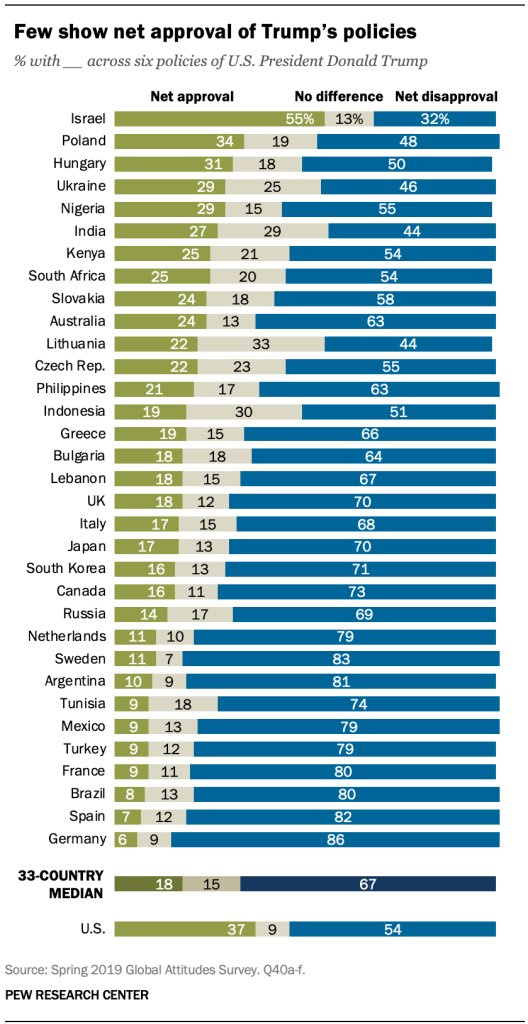 Few show net approval of Trump's policies
% with __ across six policies of U.S. President Donald Trump
Net approval No difference Net disapproval
Israel 55% 13% 32%
Poland 34 19 48
Hungary 31 18 50
Ukraine 29 25 46
Nigeria 29 15 55
India 27 29 44
Kenya 25 21 54
South Africa 25 20 54
Slovakia 24 18 58
Australia 24 13 63
Lithuania 22 33 44
Czech Rep. 22 23 55
Philippines 21 17 63
Indonesia 19 30 51
Greece 19 15 66
Bulgaria 18 18 64
Lebanon 18 15 67
UK 18 12 70
Italy 17 15 68
Japan 17 13 70
South Korea 16 13 71
Canada 16 11 73
Russia 14 17 69
Netherlands 11 10 79
Sweden 11 7 83
Argentina 10 9 81
Tunisia 9 18 74
Mexico 9 13 79
Turkey 9 12 79
France 9 11 80
Brazil 8 13 80
Spain 7 12 82
Germany 6 9 86
33-COUNTRY
MEDIAN 18 15 67
U.S. 37 9 54
Source: Spring 2019 Global Attitudes Survey. Q40a-f.
PEW RESEARCH CENTER